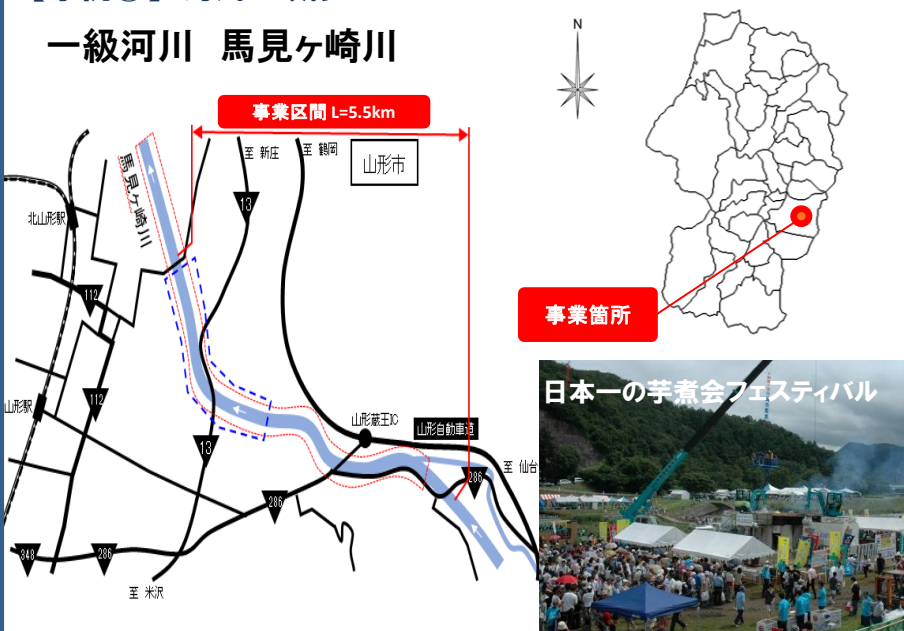 一級河川 馬見ヶ崎川
N
事業区間 L=5.5km
至 新庄
至 鶴岡
山形市
馬見ヶ崎川
13
北山形駅
112
事業箇所
日本一の芋煮会フェスティバル
112
山形駅
山形蔵王IC
山形自動車道
13
至 仙台
286
286
348
286
至 米沢